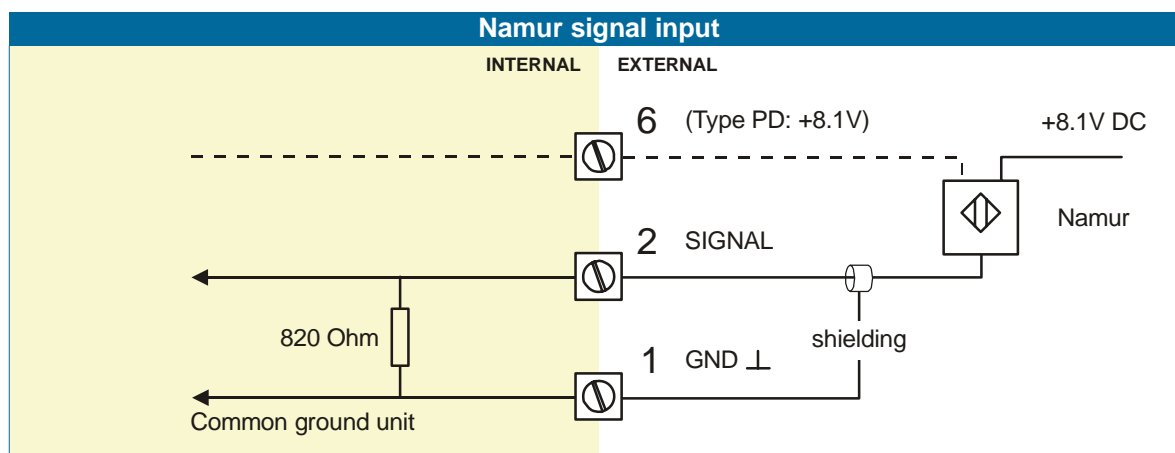 Namur signal input
INTERNAL EXTERNAL
6 (Type PD: +8.1V) +8.1V DC
Namur
2 SIGNAL
820 Ohm
shielding
1 GND ⊥
Common ground unit